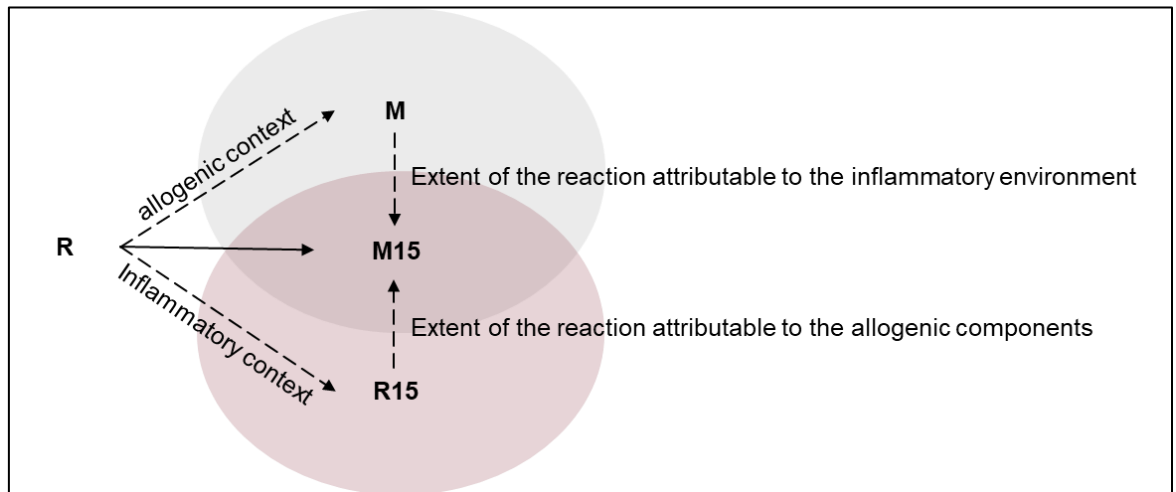 M
allogenic context
Extent of the reaction attributable to the inflammatory environment
R
M15
Inflammatory context
Extent of the reaction attributable to the allogenic components
R15